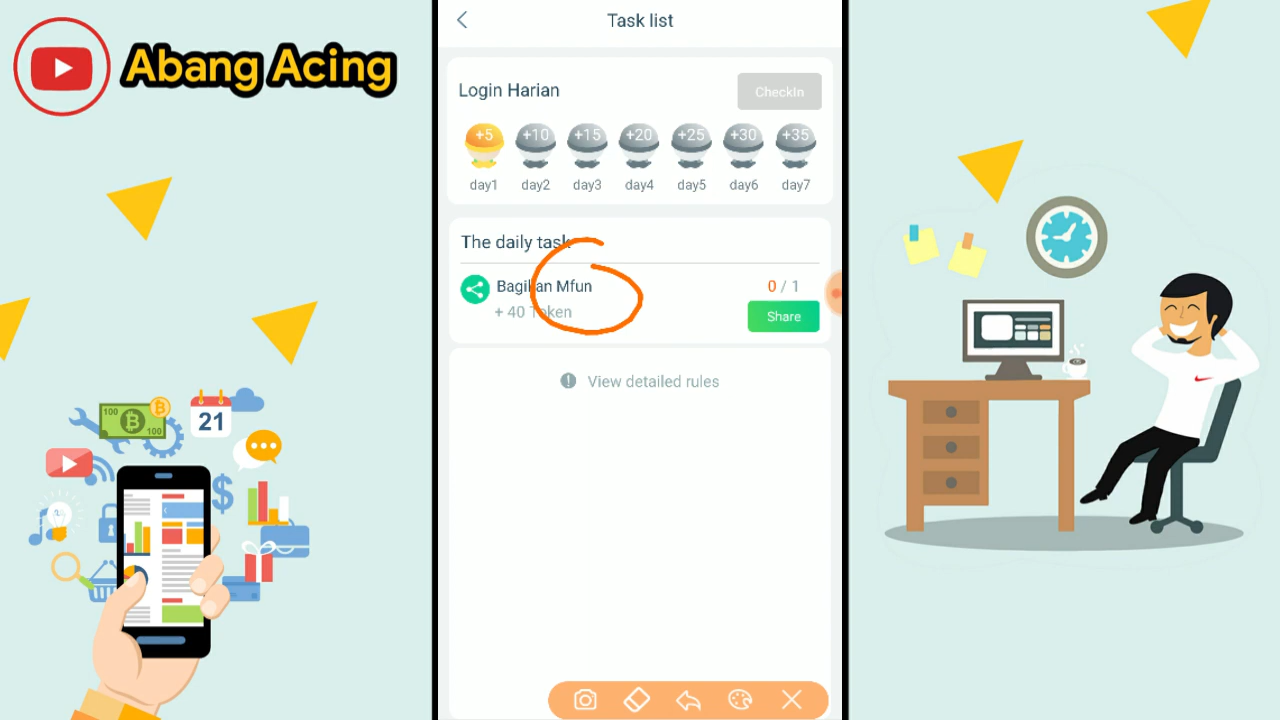 Abang Acing
Task list
Login Harian
CheckIn
+5 +10 +15 +20 +25 +30 +35
day1 day2 day3 day4 day5 day6 day7
The daily task
Bagikan Mfun
0 / 1
+ 40 Token
Share
View detailed rules
100
100
21